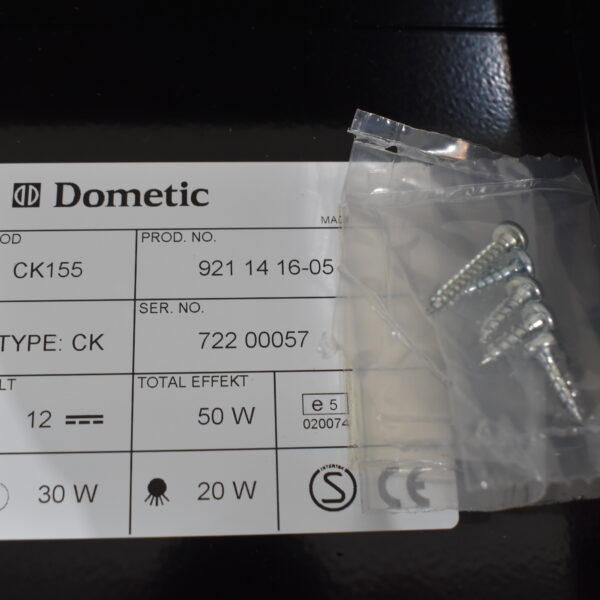 Dometic
MAD
OD
PROD. NO.
CK155
921 14 16-05
SER. NO.
TYPE: CK
722 00057
LT
TOTAL EFFEKT
12
50 W
e 5
020074
30 W
20 W
INTERTEK
S
CE